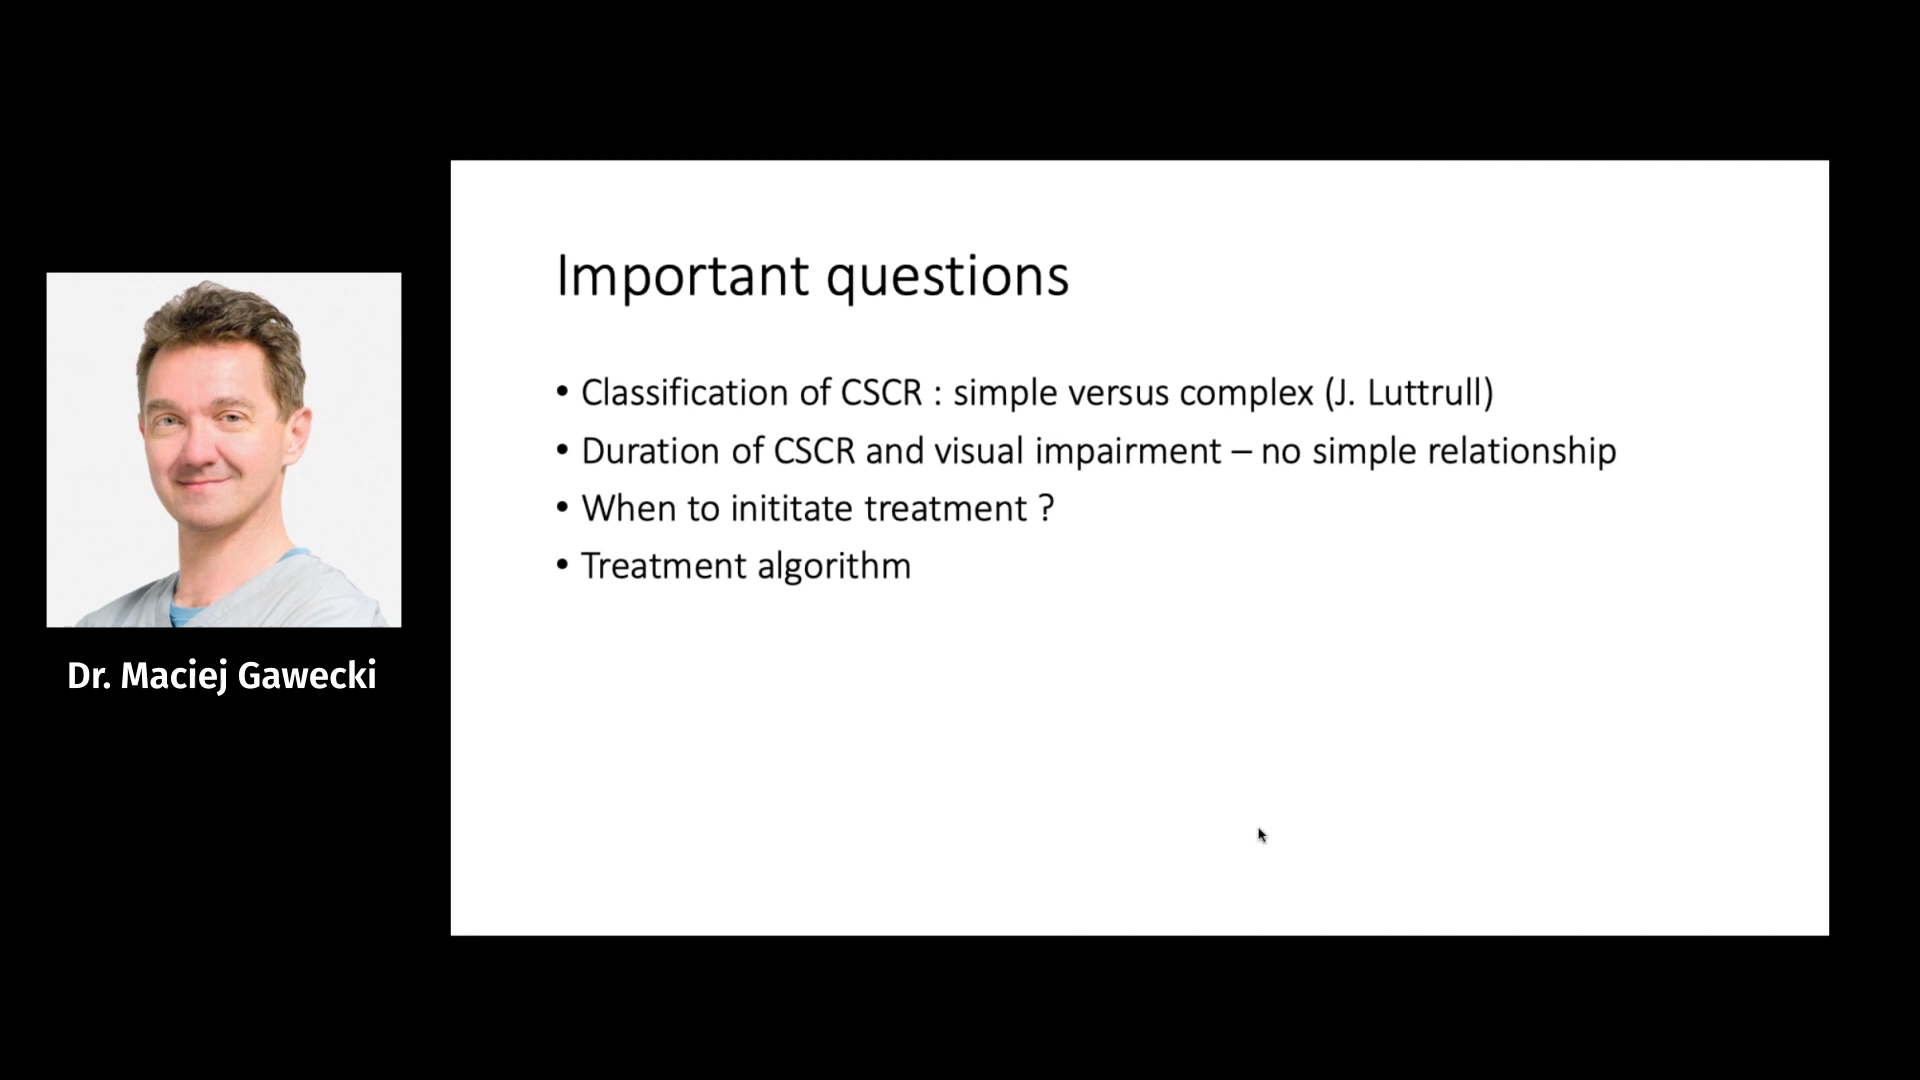 Important questions
• Classification of CSCR : simple versus complex (J. Luttrull)
• Duration of CSCR and visual impairment – no simple relationship
• When to inititate treatment ?
• Treatment algorithm
Dr. Maciej Gawecki